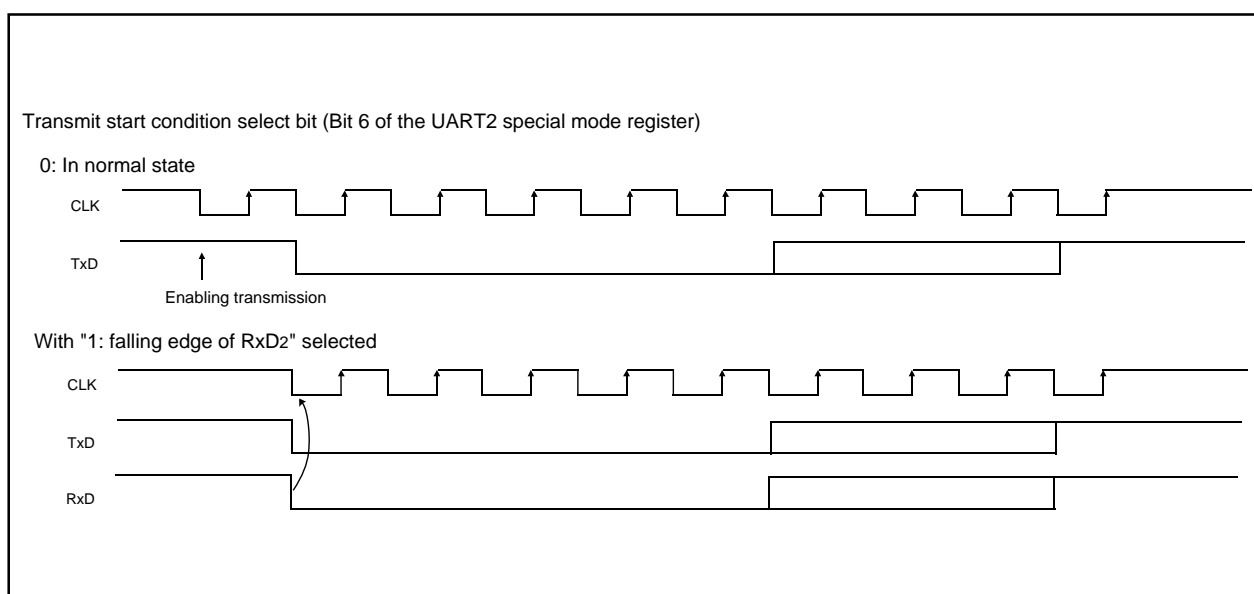 Transmit start condition select bit (Bit 6 of the UART2 special mode register)
0: In normal state
CLK
TxD
Enabling transmission
With "1: falling edge of RxD2" selected
CLK
TxD
RxD